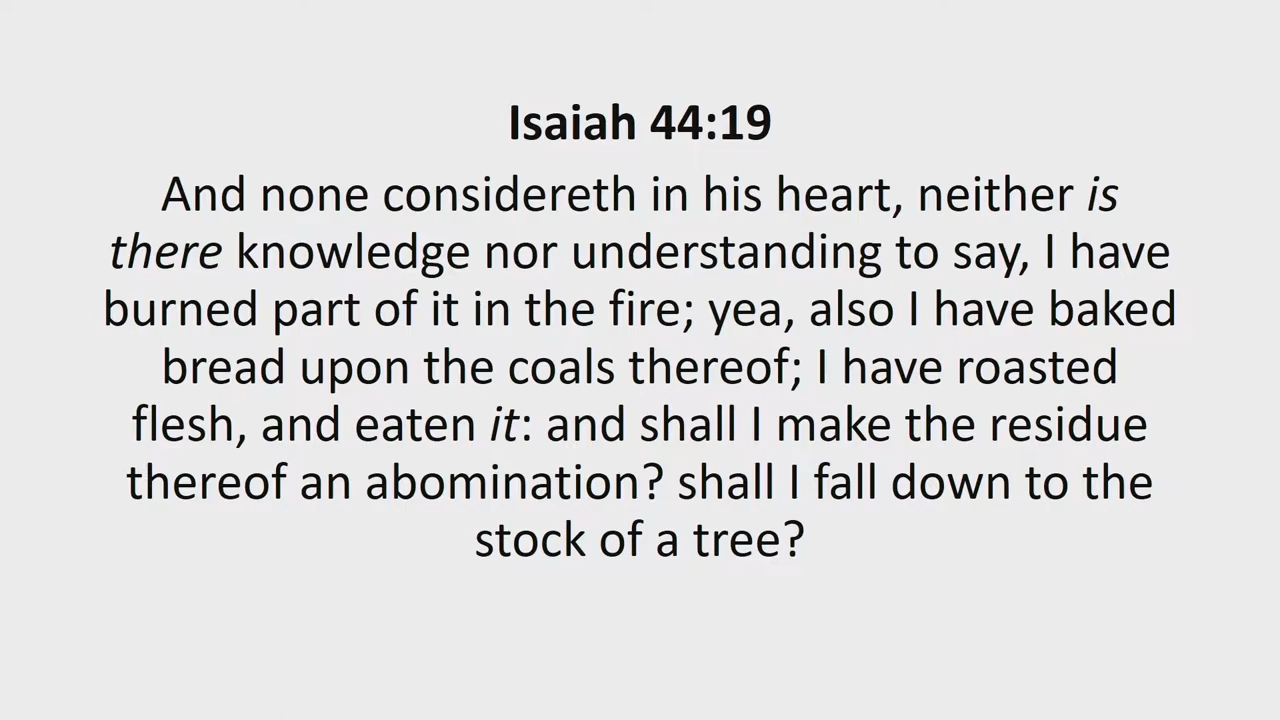 Isaiah 44:19
And none considereth in his heart, neither is
there knowledge nor understanding to say, I have
burned part of it in the fire; yea, also I have baked
bread upon the coals thereof; I have roasted
flesh, and eaten it: and shall I make the residue
thereof an abomination? shall I fall down to the
stock of a tree?